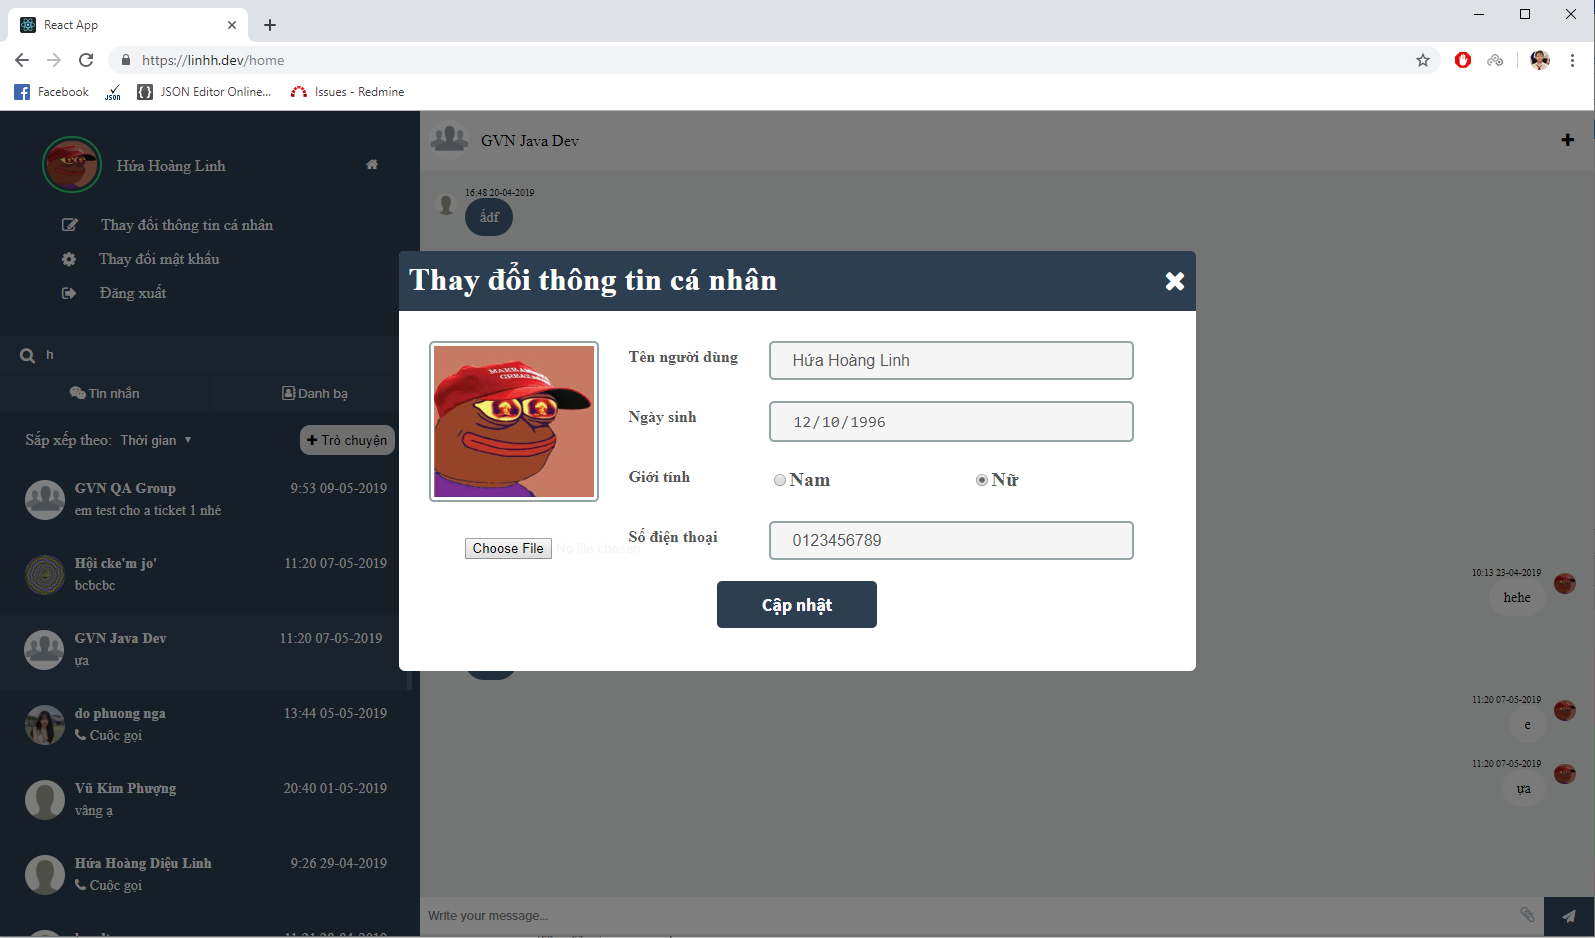 React App
https://linhh.dev/home
Facebook
JSON
JSON Editor Online...
Issues - Redmine
Hứa Hoàng Linh
Thay đổi thông tin cá nhân
Thay đổi mật khẩu
Đăng xuất
h
Tin nhắn
Danh bạ
Sắp xếp theo: Thời gian
Trò chuyện
GVN QA Group
9:53 09-05-2019
em test cho a ticket 1 nhé
Hội cke'm jo'
11:20 07-05-2019
bcbcbc
GVN Java Dev
11:20 07-05-2019
ựa
do phuong nga
13:44 05-05-2019
Cuộc gọi
Vũ Kim Phượng
20:40 01-05-2019
vâng ạ
Hứa Hoàng Diệu Linh
9:26 29-04-2019
Cuộc gọi
GVN Java Dev
16:48 20-04-2019
ấdf
Thay đổi thông tin cá nhân
Tên người dùng
Hứa Hoàng Linh
Ngày sinh
12/10/1996
Giới tính
Nam
Nữ
Choose File
No file chosen
Số điện thoại
0123456789
Cập nhật
10:13 23-04-2019
hehe
11:20 07-05-2019
e
11:20 07-05-2019
ựa
Write your message...